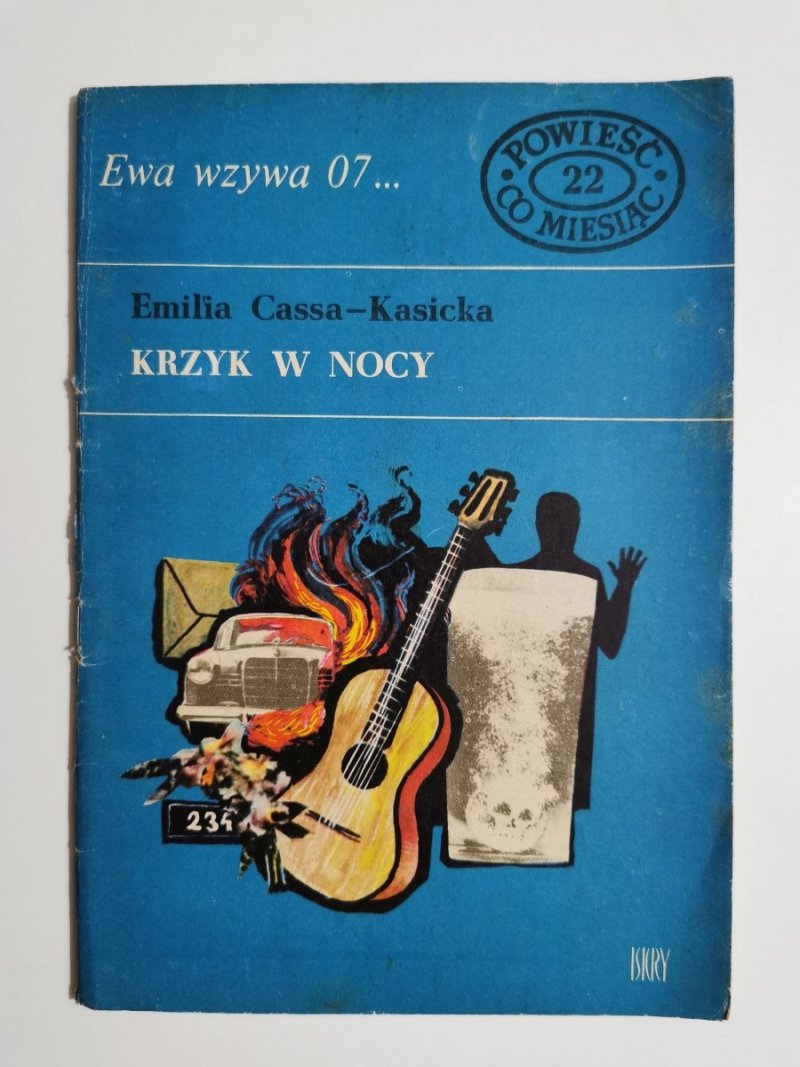 Ewa wzywa 07...
POWIEŚĆ
22
CO MIESIĄC
Emilia Cassa-Kasicka
KRZYK W NOCY
234
ISKRY